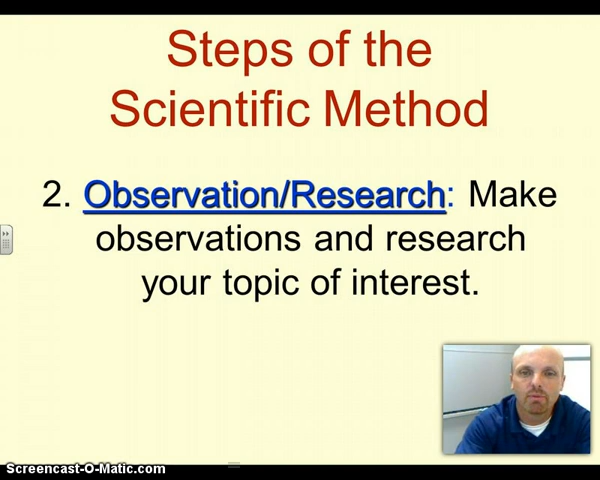 Steps of the
Scientific Method
2. Observation/Research: Make
observations and research
your topic of interest.
Screencast-O-Matic.com